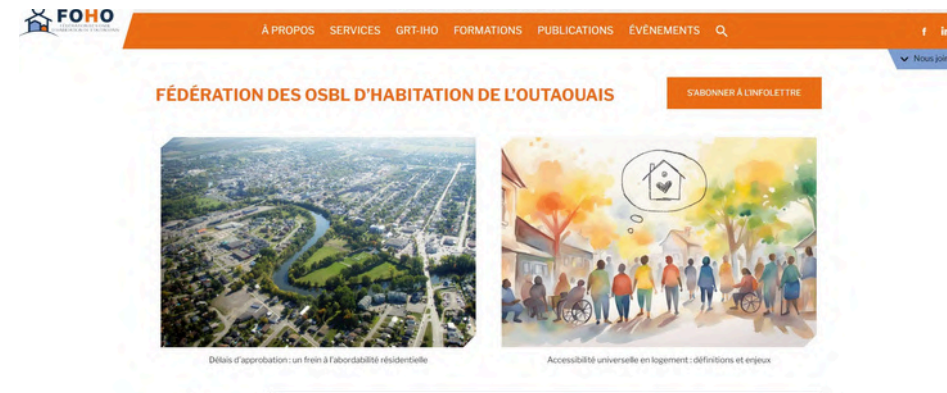 FOHO
À PROPOS SERVICES GRT-IHO FORMATIONS PUBLICATIONS ÉVÈNEMENTS
f in
Nous join
FÉDÉRATION DES OSBL D'HABITATION DE L'OUTAOUAIS
S'ABONNER À L'INFOLETTRE
Délais d'approbation : un frein à l'abordabilité résidentielle
Accessibilité universelle en logement : définitions et enjeux